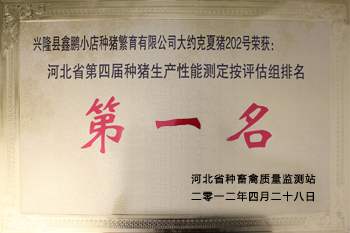 兴隆县鑫鹏小店种猪繁育有限公司大约克夏猪202号荣获：
河北省第四届种猪生产性能测定按评估组排名
第一名
河北省种畜禽质量监测站
二零一二年四月二十八日